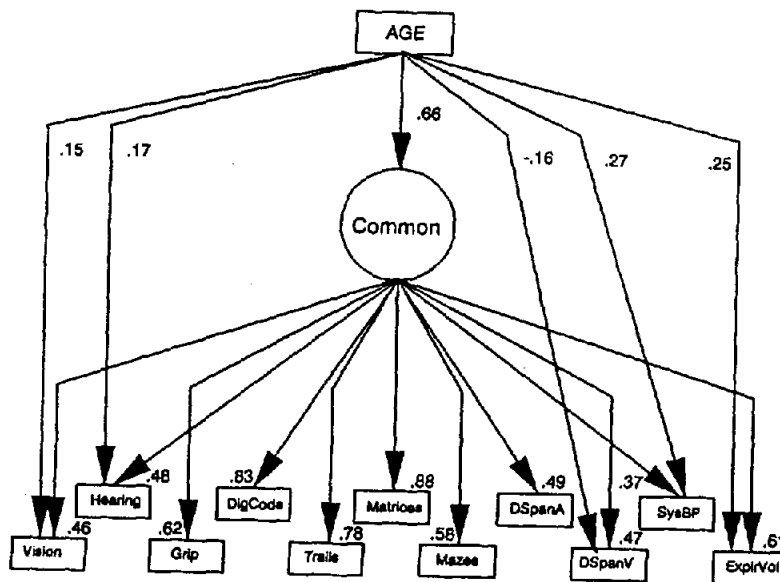 AGE
.66
.15
.17
-.16
.27
.25
Common
.48
.83
.88
.49
.37
Hearing
DigCode
Matrices
DSpanA
SysBP
.46
.62
.78
.58
.47
Vision
Grip
Trails
Mazes
DSpanV
ExpirVol